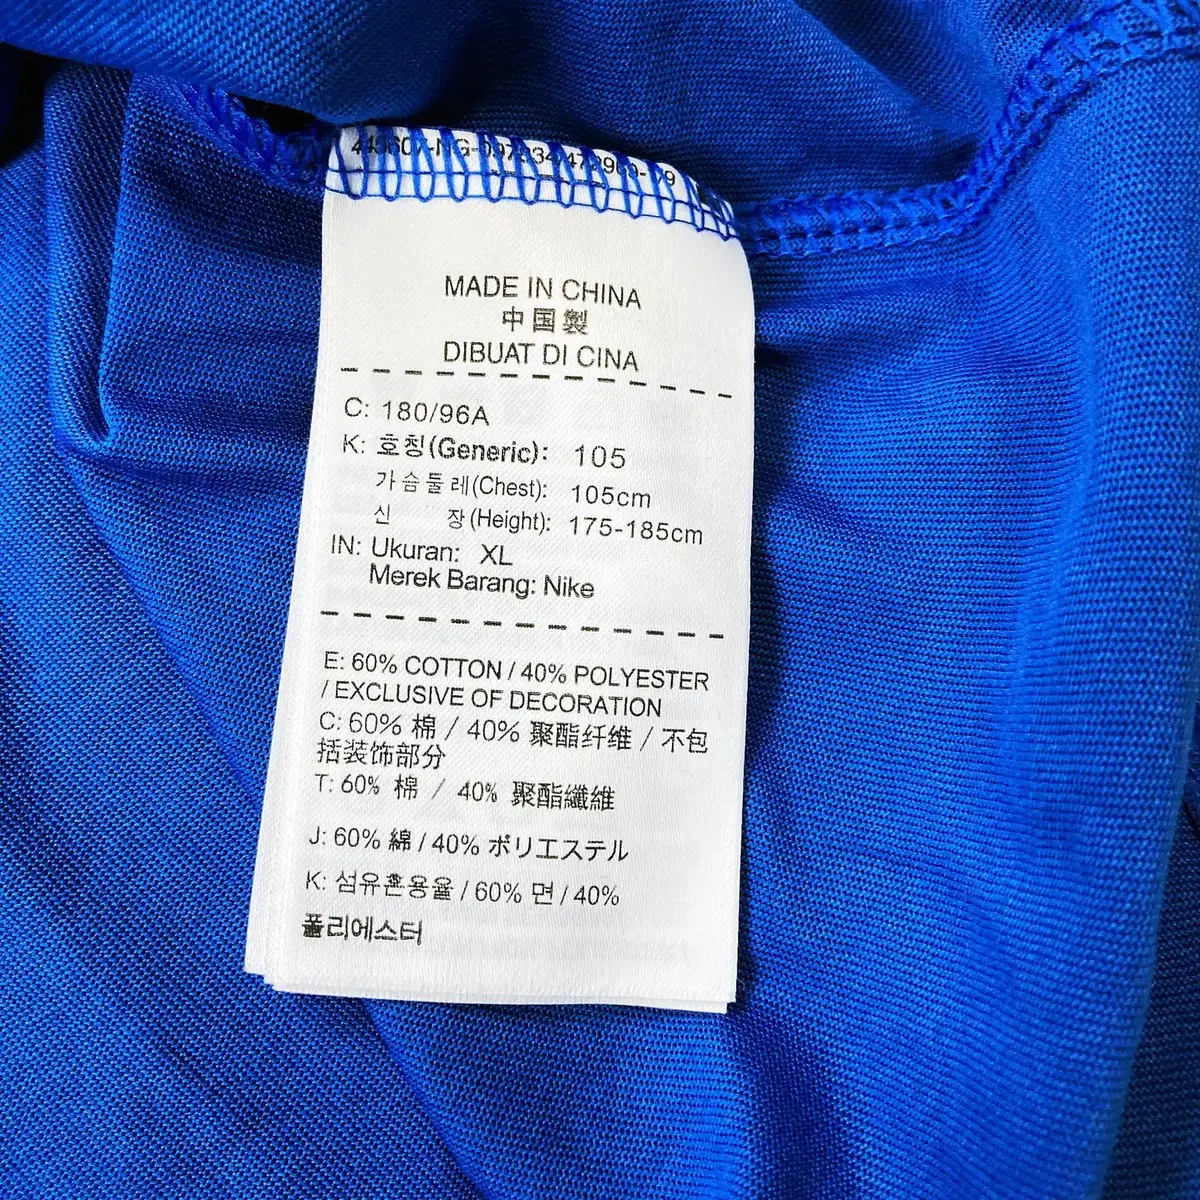 MADE IN CHINA
中国製
DIBUAT DI CINA
C: 180/96A
K: 호칭(Generic): 105
가슴둘레(Chest): 105cm
신 장(Height): 175-185cm
IN: Ukuran: XL
Merek Barang: Nike
E: 60% COTTON / 40% POLYESTER
/ EXCLUSIVE OF DECORATION
C: 60% 棉 / 40% 聚酯纤维 / 不包
括装饰部分
T: 60% 棉 / 40% 聚酯纖維
J: 60% 綿 / 40% ポリエステル
K: 섬유혼용율 / 60% 면 / 40%
폴리에스터